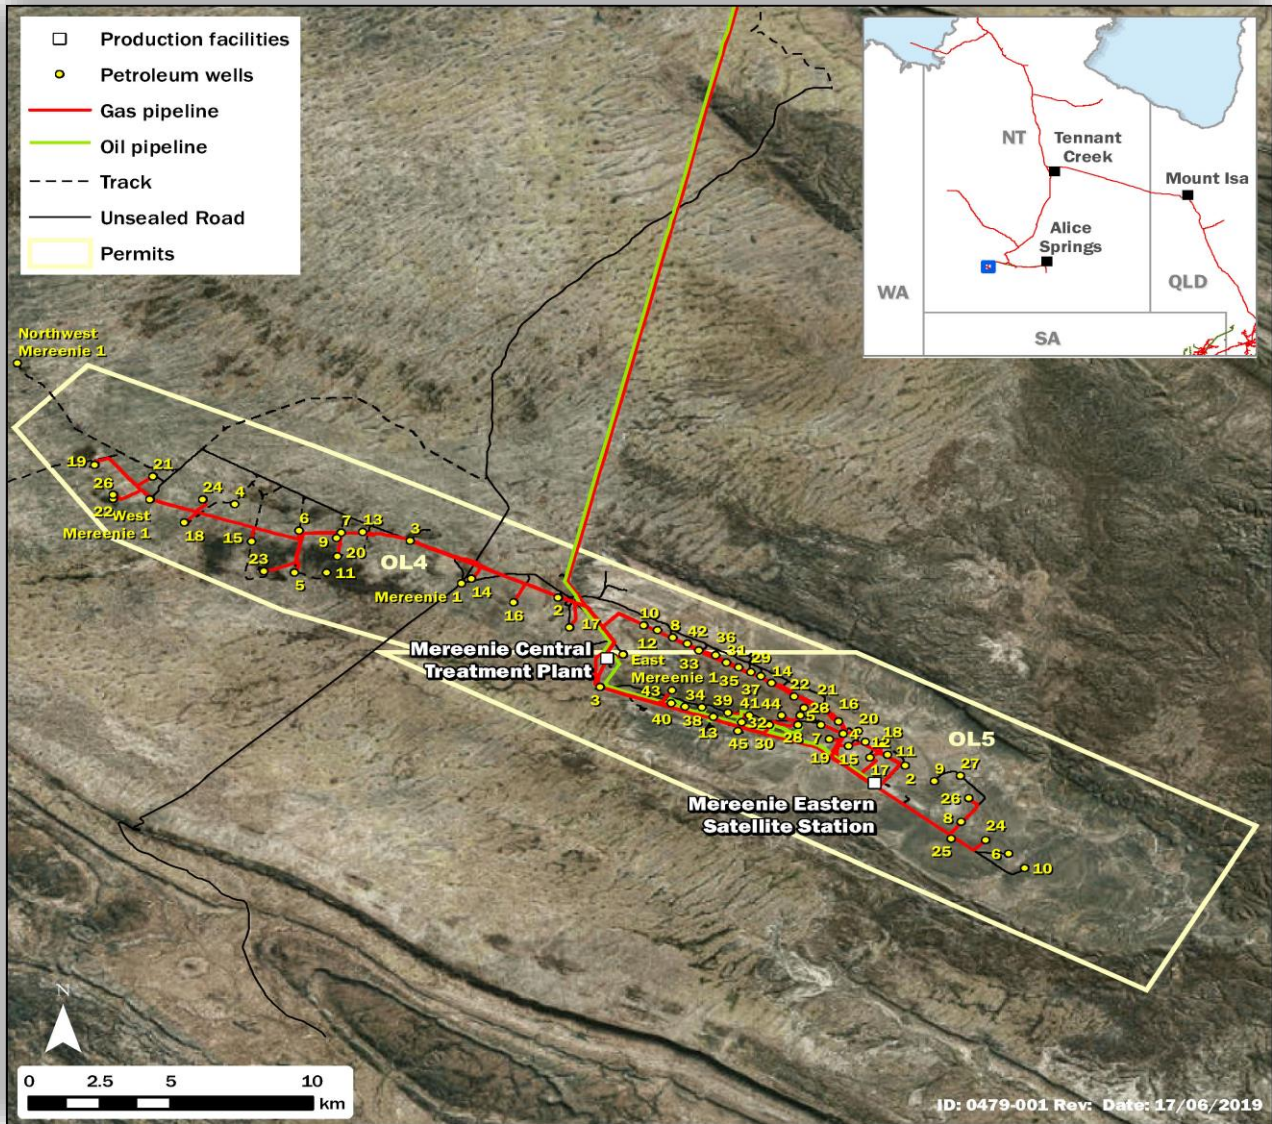 Production facilities
Petroleum wells
Gas pipeline
Oil pipeline
Track
Unsealed Road
Permits
NT
Tennant
Creek
Mount Isa
Alice
Springs
WA
QLD
SA
Northwest
Mereenie 1
19
21
26
24
4
22
West
Mereenie 1
18
15
6
7
13
3
9
20
23
5
11
OL4
Mereenie 1
14
16
2
17
10
8
42
36
12
33
31
29
14
Mereenie Central
Treatment Plant
East
Mereenie 1
35
37
22
21
3
43
34
39
41
44
28
16
40
38
32
5
20
13
45
30
28
7
4
18
12
19
15
11
17
2
OL5
9
27
26
Mereenie Eastern
Satellite Station
8
24
25
6
10
N
0
2.5
5
10
km
ID: 0479-001 Rev: Date: 17/06/2019